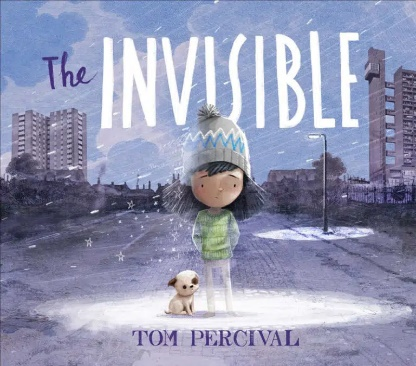 The INVISIBLE
TOM PERCIVAL